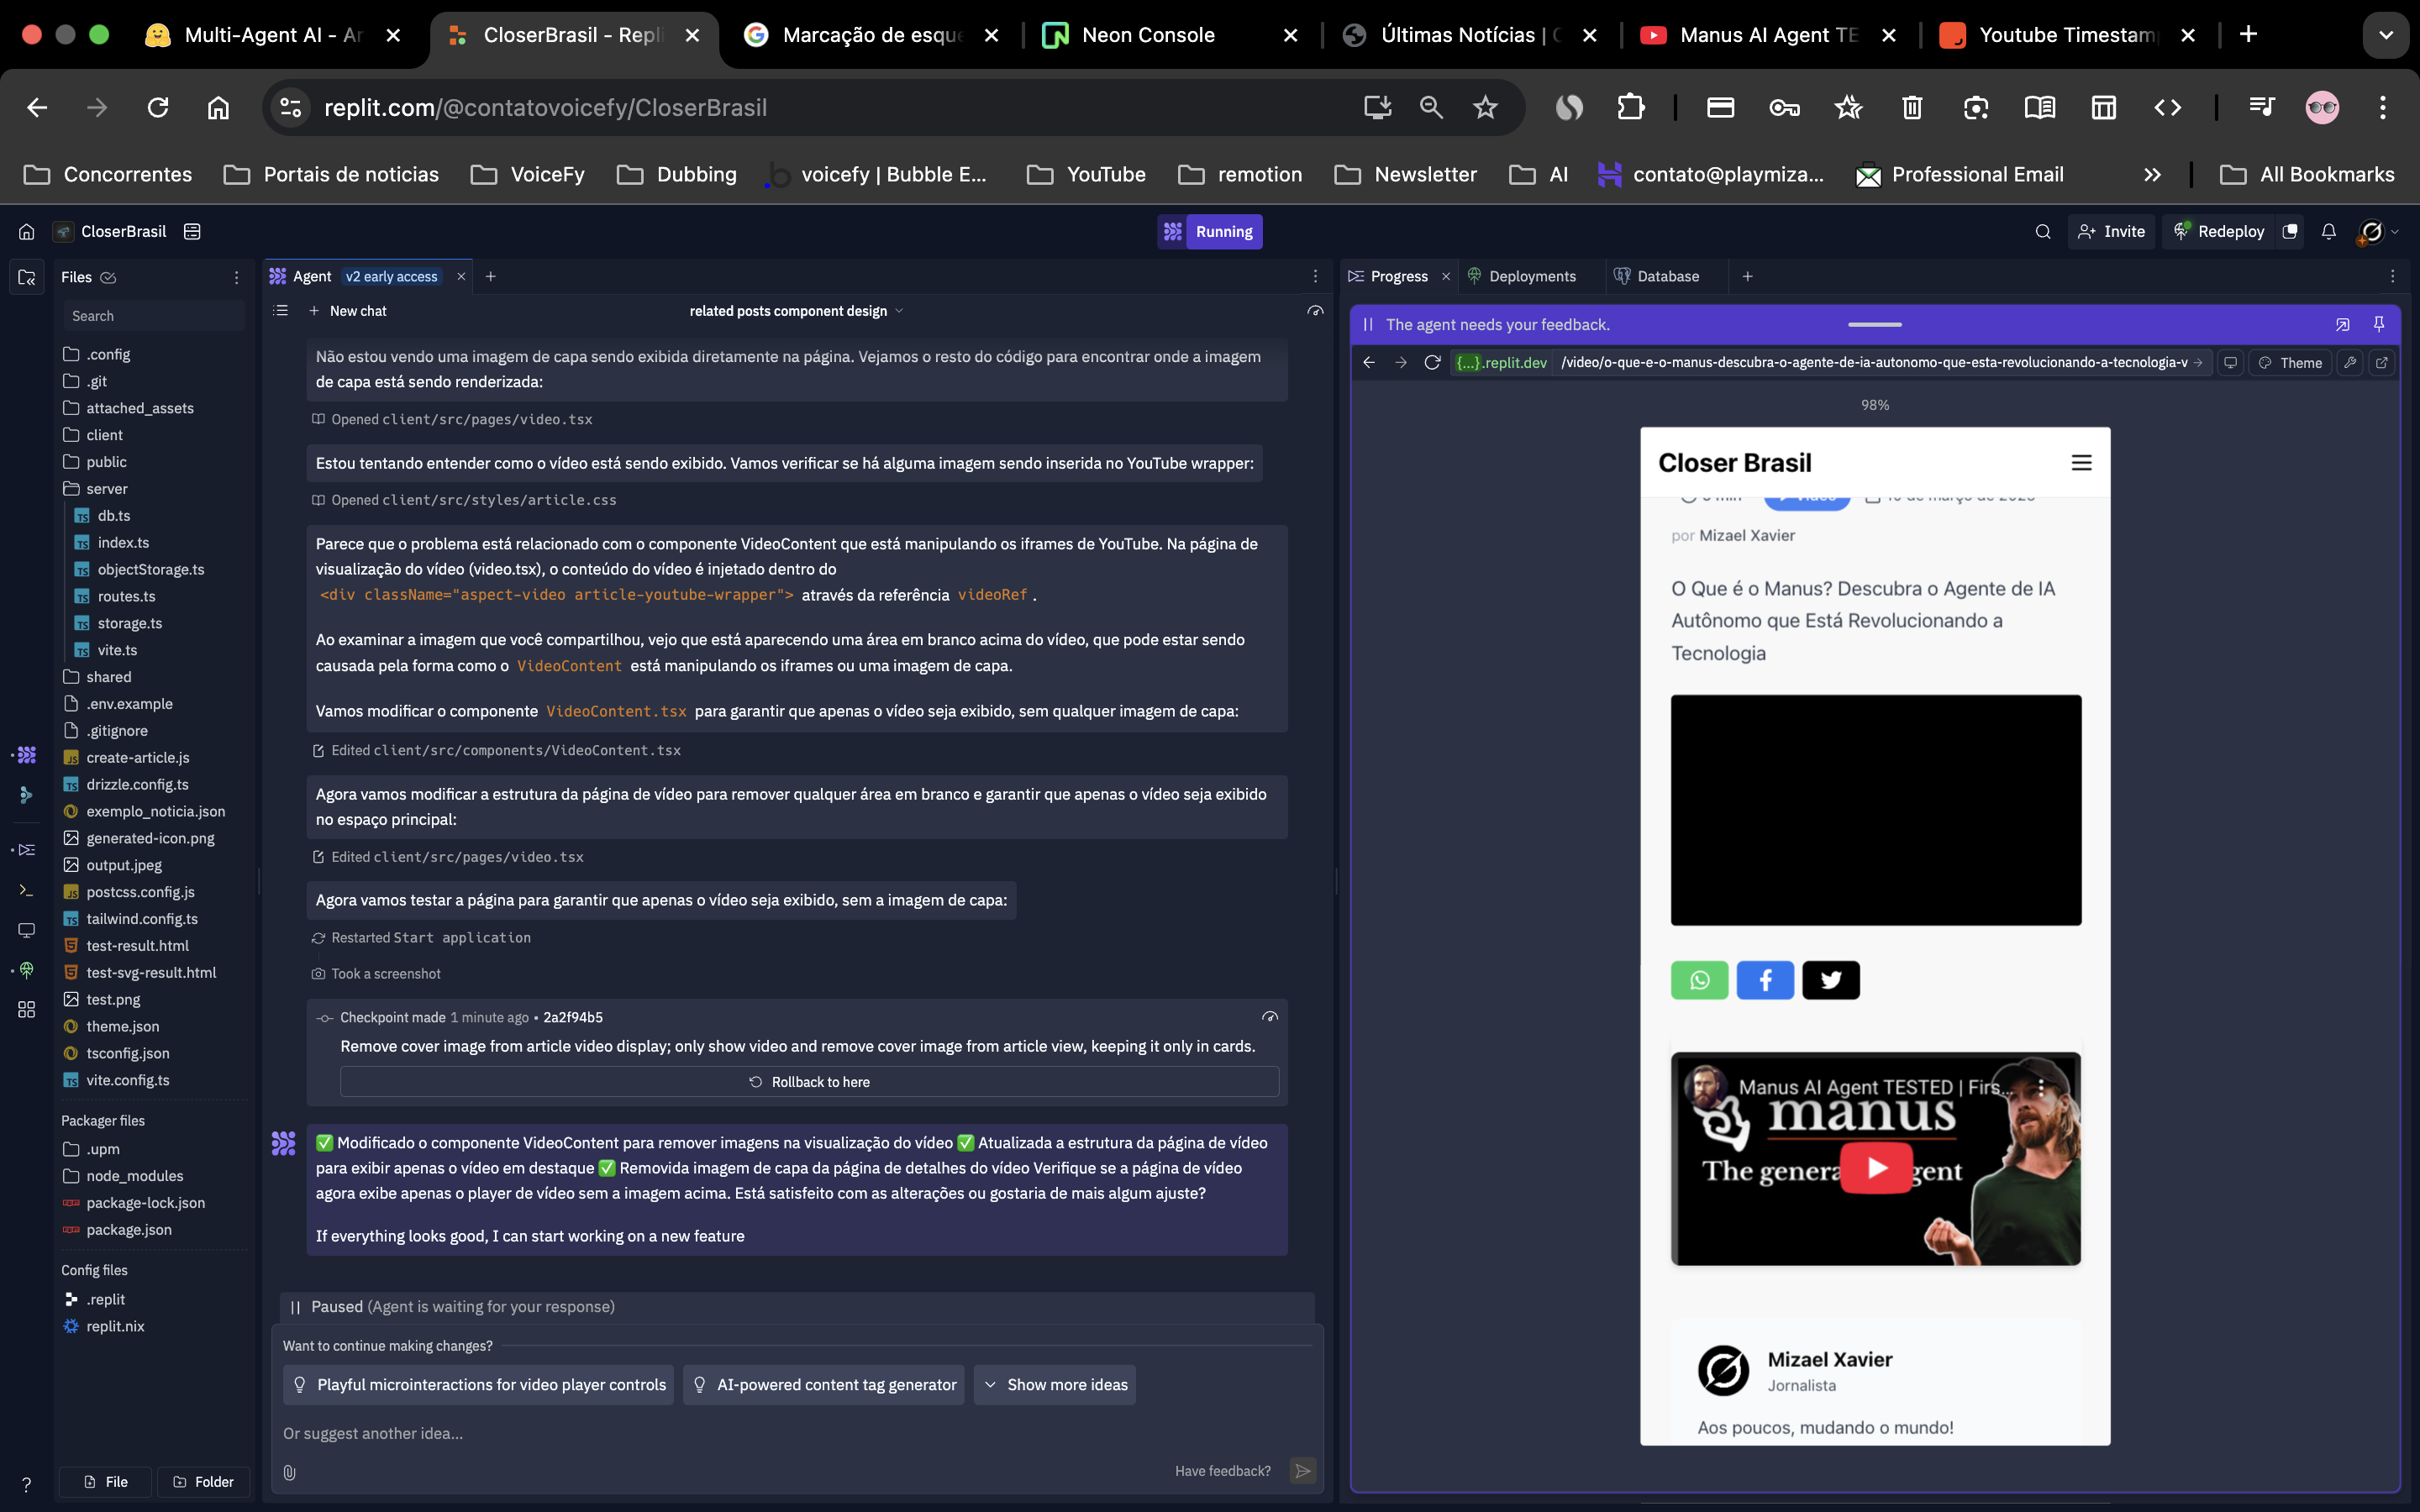 Multi-Agent AI - Ar
CloserBrasil - Repli
Marcação de esque
Neon Console
Últimas Notícias | C
Manus AI Agent TE
Youtube Timestam
replit.com/@contatovoicefy/CloserBrasil
Concorrentes
Portais de noticias
VoiceFy
Dubbing
voicefy | Bubble E...
YouTube
remotion
Newsletter
AI
contato@playmiza...
Professional Email
All Bookmarks
CloserBrasil
Running
Invite
Redeploy
Files
Search
.config
.git
attached_assets
client
public
server
db.ts
index.ts
objectStorage.ts
routes.ts
storage.ts
vite.ts
shared
.env.example
.gitignore
create-article.js
drizzle.config.ts
exemplo_noticia.json
generated-icon.png
output.jpeg
postcss.config.js
tailwind.config.ts
test-result.html
test-svg-result.html
test.png
theme.json
tsconfig.json
vite.config.ts
Packager files
.upm
node_modules
package-lock.json
package.json
Config files
.replit
replit.nix
File
Folder
Agent v2 early access
New chat
related posts component design
Não estou vendo uma imagem de capa sendo exibida diretamente na página. Vejamos o resto do código para encontrar onde a imagem
de capa está sendo renderizada:
Opened client/src/pages/video.tsx
Estou tentando entender como o vídeo está sendo exibido. Vamos verificar se há alguma imagem sendo inserida no YouTube wrapper:
Opened client/src/styles/article.css
Parece que o problema está relacionado com o componente VideoContent que está manipulando os iframes de YouTube. Na página de
visualização do vídeo (video.tsx), o conteúdo do vídeo é injetado dentro do
<div className="aspect-video article-youtube-wrapper"> através da referência videoRef .
Ao examinar a imagem que você compartilhou, vejo que está aparecendo uma área em branco acima do vídeo, que pode estar sendo
causada pela forma como o VideoContent está manipulando os iframes ou uma imagem de capa.
Vamos modificar o componente VideoContent.tsx para garantir que apenas o vídeo seja exibido, sem qualquer imagem de capa:
Edited client/src/components/VideoContent.tsx
Agora vamos modificar a estrutura da página de vídeo para remover qualquer área em branco e garantir que apenas o vídeo seja exibido
no espaço principal:
Edited client/src/pages/video.tsx
Agora vamos testar a página para garantir que apenas o vídeo seja exibido, sem a imagem de capa:
Restarted Start application
Took a screenshot
Checkpoint made 1 minute ago • 2a2f94b5
Remove cover image from article video display; only show video and remove cover image from article view, keeping it only in cards.
Rollback to here
✅ Modificado o componente VideoContent para remover imagens na visualização do vídeo ✅ Atualizada a estrutura da página de vídeo
para exibir apenas o vídeo em destaque ✅ Removida imagem de capa da página de detalhes do vídeo Verifique se a página de vídeo
agora exibe apenas o player de vídeo sem a imagem acima. Está satisfeito com as alterações ou gostaria de mais algum ajuste?
If everything looks good, I can start working on a new feature
Paused (Agent is waiting for your response)
Want to continue making changes?
Playful microinteractions for video player controls
AI-powered content tag generator
Show more ideas
Or suggest another idea...
Have feedback?
Progress
Deployments
Database
The agent needs your feedback.
{...}.replit.dev /video/o-que-e-o-manus-descubra-o-agente-de-ia-autonomo-que-esta-revolucionando-a-tecnologia-v
Theme
98%
Closer Brasil
por Mizael Xavier
O Que é o Manus? Descubra o Agente de IA
Autônomo que Está Revolucionando a
Tecnologia
Manus AI Agent TESTED | Firs...
manus
The genera gent
Mizael Xavier
Jornalista
Aos poucos, mudando o mundo!